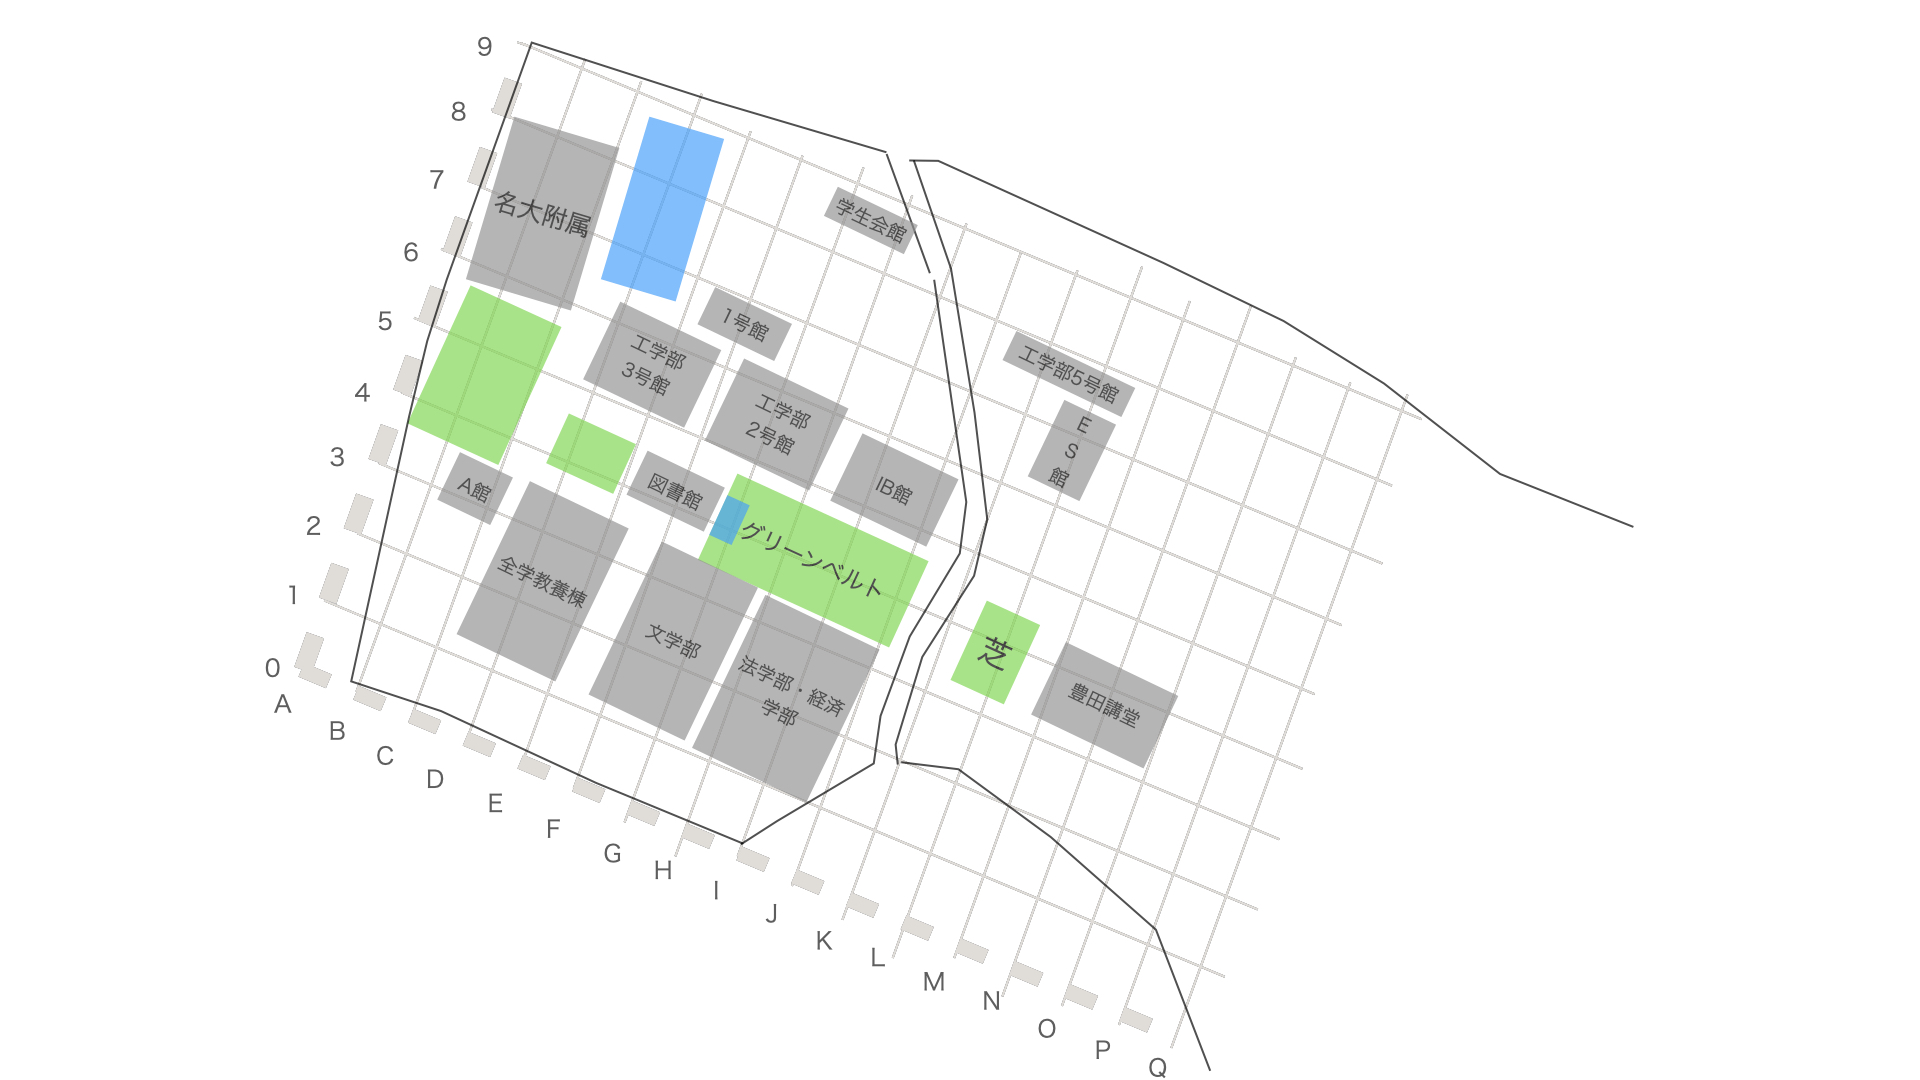 9
8
7
6
5
4
3
2
1
0
A
B
C
D
E
F
G
H
I
J
K
L
M
N
O
P
Q
名大附属
学生会館
1号館
工学部
3号館
工学部
2号館
工学部5号館
ES館
IB館
図書館
A館
グリーンベルト
全学教養棟
文学部
法学部・経済
学部
芝
豊田講堂